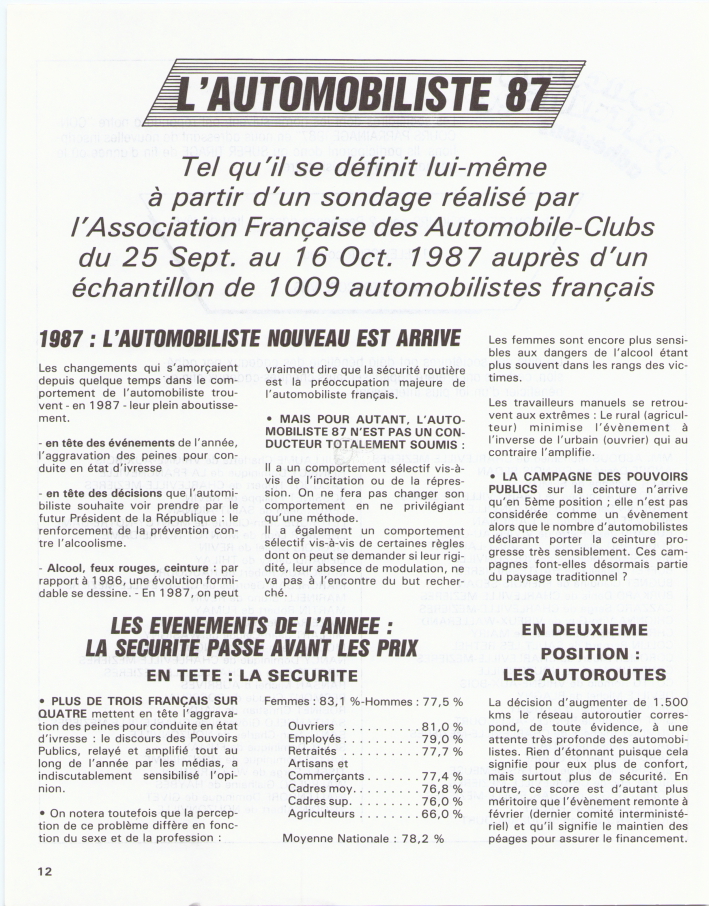 L'AUTOMOBILISTE 87
Tel qu'il se définit lui-même
à partir d'un sondage réalisé par
l'Association Française des Automobile-Clubs
du 25 Sept. au 16 Oct. 1987 auprès d'un
échantillon de 1009 automobilistes français
1987 : L'AUTOMOBILISTE NOUVEAU EST ARRIVE
Les changements qui s'amorçaient
depuis quelque temps dans le com-
portement de l'automobiliste trou-
vent - en 1987 - leur plein aboutisse-
ment.
- en tête des événements de l'année,
l'aggravation des peines pour con-
duite en état d'ivresse
- en tête des décisions que l'automi-
biliste souhaite voir prendre par le
futur Président de la République : le
renforcement de la prévention con-
tre l'alcoolisme.
- Alcool, feux rouges, ceinture : par
rapport à 1986, une évolution formi-
dable se dessine. - En 1987, on peut
vraiment dire que la sécurité routière
est la préoccupation majeure de
l'automobiliste français.
• MAIS POUR AUTANT, L'AUTO-
MOBILISTE 87 N'EST PAS UN CON-
DUCTEUR TOTALEMENT SOUMIS :
Il a un comportement sélectif vis-à-
vis de l'incitation ou de la répres-
sion. On ne fera pas changer son
comportement en ne privilégiant
qu'une méthode.
Il a également un comportement
sélectif vis-à-vis de certaines règles
dont on peut se demander si leur rigi-
dité, leur absence de modulation, ne
va pas à l'encontre du but recher-
ché.
Les femmes sont encore plus sensi-
bles aux dangers de l'alcool étant
plus souvent dans les rangs des vic-
times.
Les travailleurs manuels se retrou-
vent aux extrêmes : Le rural (agricul-
teur) minimise l'évènement à
l'inverse de l'urbain (ouvrier) qui au
contraire l'amplifie.
• LA CAMPAGNE DES POUVOIRS
PUBLICS sur la ceinture n'arrive
qu'en 5ème position ; elle n'est pas
considérée comme un évènement
alors que le nombre d'automobilistes
déclarant porter la ceinture pro-
gresse très sensiblement. Ces cam-
pagnes font-elles désormais partie
du paysage traditionnel ?
LES EVENEMENTS DE L'ANNEE :
LA SECURITE PASSE AVANT LES PRIX
EN TETE : LA SECURITE
• PLUS DE TROIS FRANÇAIS SUR
QUATRE mettent en tête l'aggrava-
tion des peines pour conduite en état
d'ivresse : le discours des Pouvoirs
Publics, relayé et amplifié tout au
long de l'année par les médias, a
indiscutablement sensibilisé l'opi-
nion.
• On notera toutefois que la percep-
tion de ce problème diffère en fonc-
tion du sexe et de la profession :
Femmes : 83,1 %-Hommes : 77,5 %
Ouvriers . . . . . . . . . . 81,0 %
Employés . . . . . . . . . . 79,0 %
Retraités . . . . . . . . . . 77,7 %
Artisans et
Commerçants . . . . . . . 77,4 %
Cadres moy. . . . . . . . . 76,8 %
Cadres sup. . . . . . . . . 76,0 %
Agriculteurs . . . . . . . . 66,0 %
Moyenne Nationale : 78,2 %
EN DEUXIEME
POSITION :
LES AUTOROUTES
La décision d'augmenter de 1.500
kms le réseau autoroutier corres-
pond, de toute évidence, à une
attente très profonde des automobi-
listes. Rien d'étonnant puisque cela
signifie pour eux plus de confort,
mais surtout plus de sécurité. En
outre, ce score est d'autant plus
méritoire que l'évènement remonte à
février (dernier comité interministé-
riel) et qu'il signifie le maintien des
péages pour assurer le financement.
12